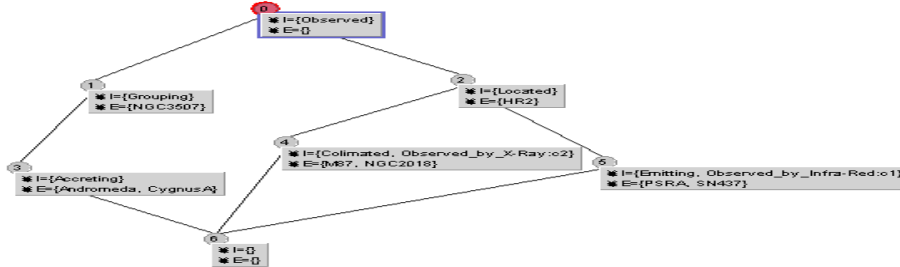 0
I={Observed}
E={}
1
I={Grouping}
E={NGC3507}
2
I={Located}
E={HR2}
4
I={Colimated, Observed_by_X-Ray:c2}
E={M87, NGC2018}
3
I={Accreting}
E={Andromeda, CygnusA}
5
I={Emitting, Observed_by_Infra-Red:c1}
E={PSRA, SN437}
6
I={}
E={}